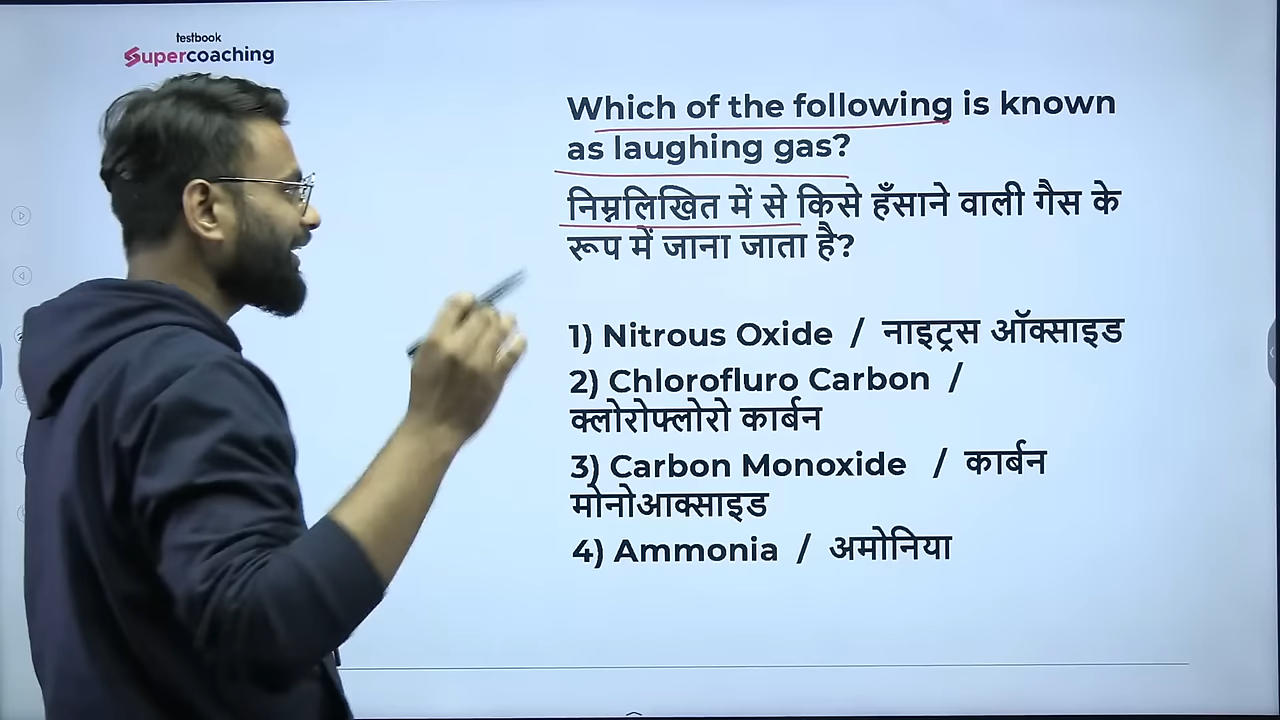 testbook
Supercoaching
Which of the following is known
as laughing gas?
निम्नलिखित में से किसे हँसाने वाली गैस के
रूप में जाना जाता है?
1) Nitrous Oxide / नाइट्रस ऑक्साइड
2) Chlorofluro Carbon /
क्लोरोफ्लोरो कार्बन
3) Carbon Monoxide / कार्बन
मोनोआक्साइड
4) Ammonia / अमोनिया